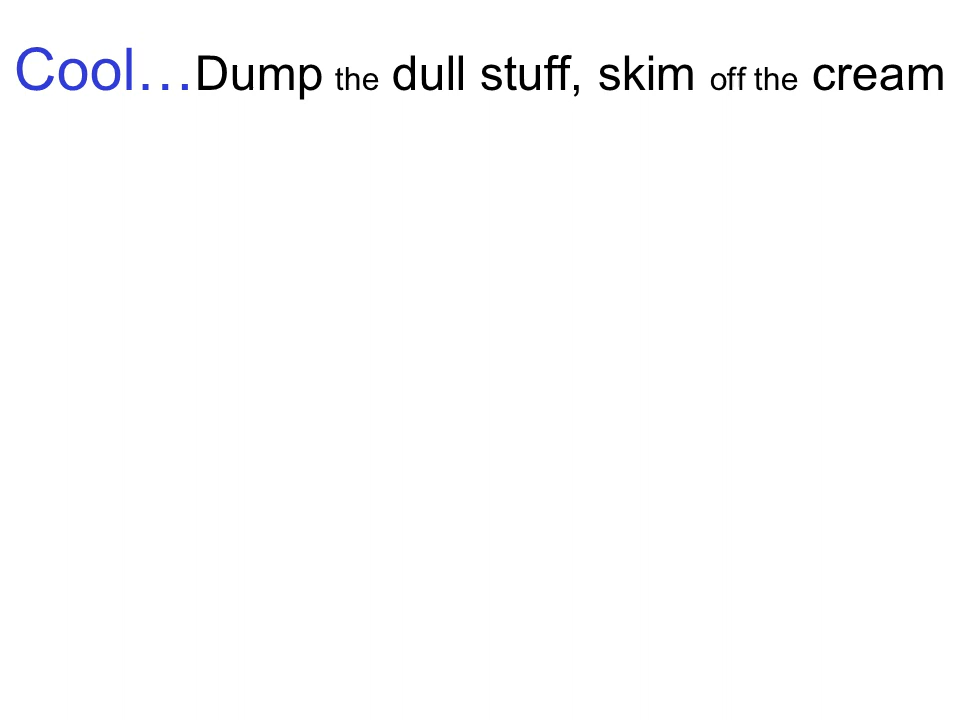 Cool…Dump the dull stuff, skim off the cream